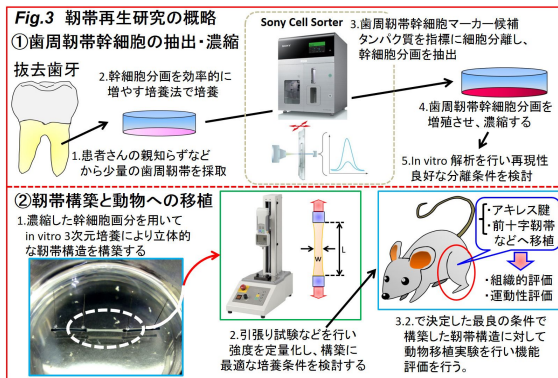 Fig.3 靭帯再生研究の概略
①歯周靭帯幹細胞の抽出・濃縮
抜去歯牙
2.幹細胞分画を効率的に
増やす培養法で培養
1.患者さんの親知らずなど
から少量の歯周靭帯を採取
Sony Cell Sorter
3.歯周靭帯幹細胞マーカー候補
タンパク質を指標に細胞分離し、
幹細胞分画を抽出
4.歯周靭帯幹細胞分画を
増殖させ、濃縮する
5.In vitro 解析を行い再現性
良好な分離条件を検討
②靭帯構築と動物への移植
1.濃縮した幹細胞画分を用いて
in vitro 3次元培養により立体的
な靭帯構造を構築する
W
L
2.引張り試験などを行い
強度を定量化し、構築に
最適な培養条件を検討する
・アキレス腱
・前十字靭帯
などへ移植
・組織的評価
・運動性評価
3.2.で決定した最良の条件で
構築した靭帯構造に対して
動物移植実験を行い機能
評価を行う。